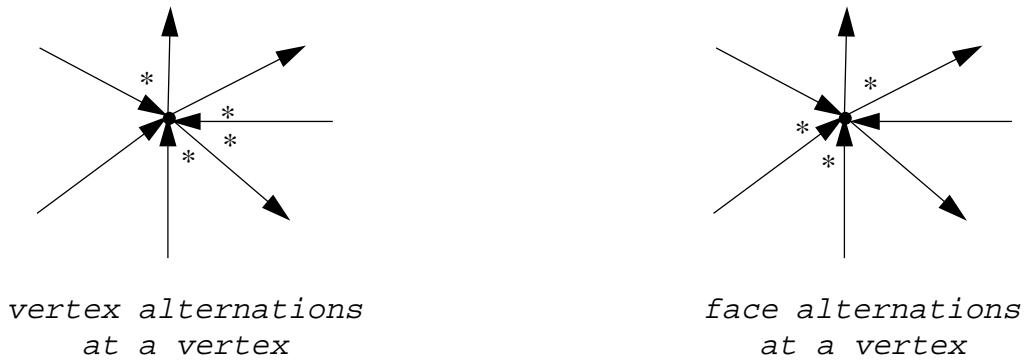 * * * * * * *
vertex alternations
at a vertex
face alternations
at a vertex